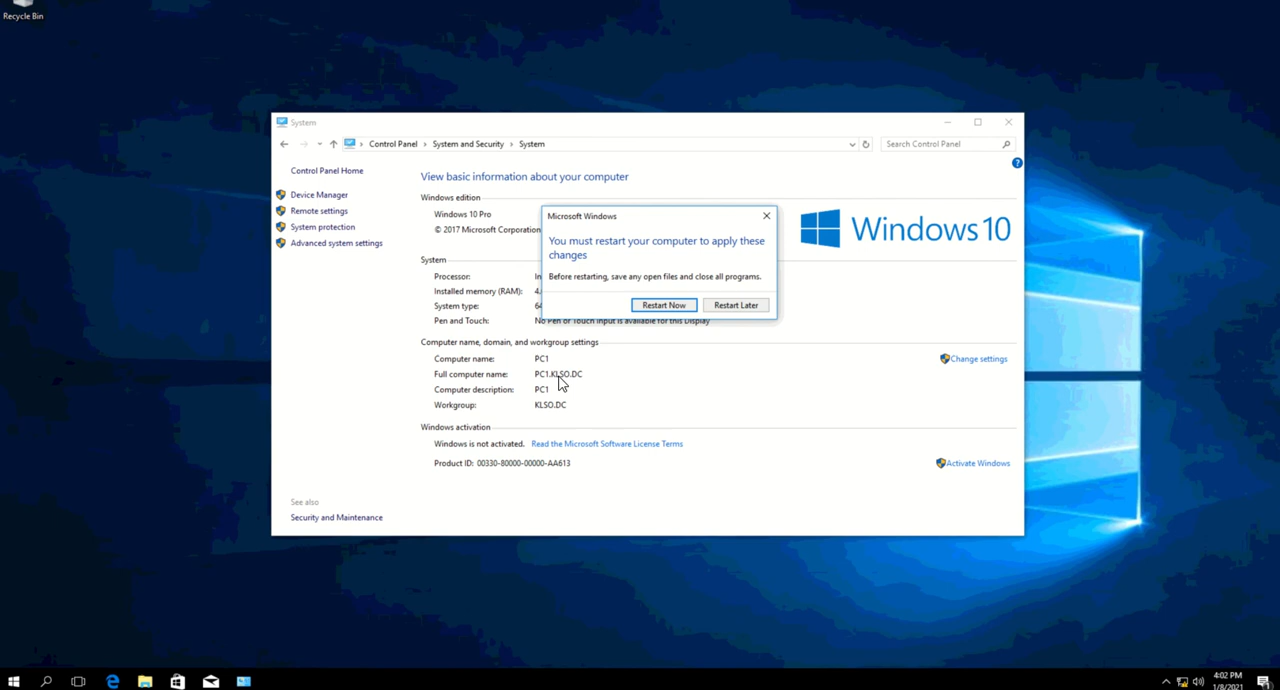 Recycle Bin
System
Control Panel > System and Security > System
Search Control Panel
Control Panel Home
Device Manager
Remote settings
System protection
Advanced system settings
See also
Security and Maintenance
View basic information about your computer
Windows edition
Windows 10 Pro
© 2017 Microsoft Corporation
Windows 10
System
Processor: In
Installed memory (RAM): 4.
System type: 64
Pen and Touch: No Pen or Touch Input is available for this Display
Microsoft Windows
You must restart your computer to apply these
changes
Before restarting, save any open files and close all programs.
Restart Now Restart Later
Computer name, domain, and workgroup settings
Computer name: PC1
Change settings
Full computer name: PC1.KLSO.DC
Computer description: PC1
Workgroup: KLSO.DC
Windows activation
Windows is not activated. Read the Microsoft Software License Terms
Product ID: 00330-80000-00000-AA613
Activate Windows
4:02 PM
1/8/2021